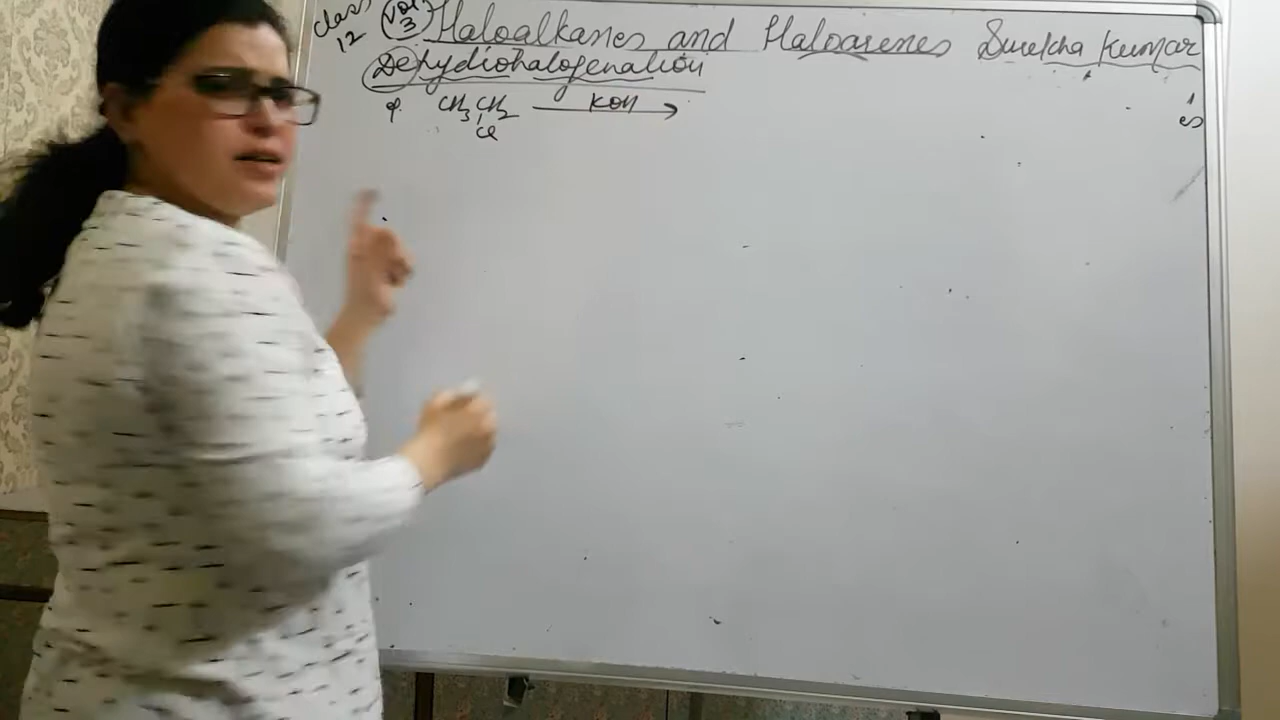 class 12 Vol 3 Haloalkanes and Haloarenes Surekha Kumar
Dehydrohalogenation
CH3CH2 KOH →
Cl